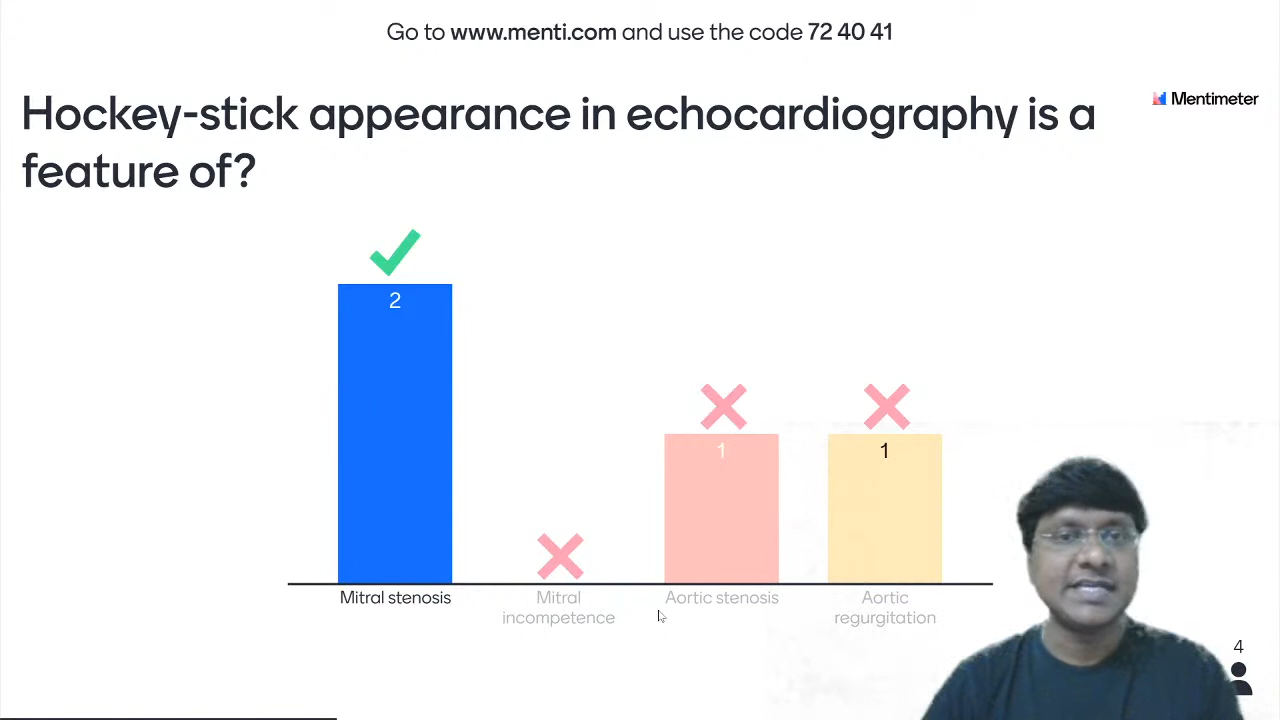 Go to www.menti.com and use the code 72 40 41
Hockey-stick appearance in echocardiography is a
feature of?
Mentimeter
2
1
1
Mitral stenosis
Mitral
incompetence
Aortic stenosis
Aortic
regurgitation
4